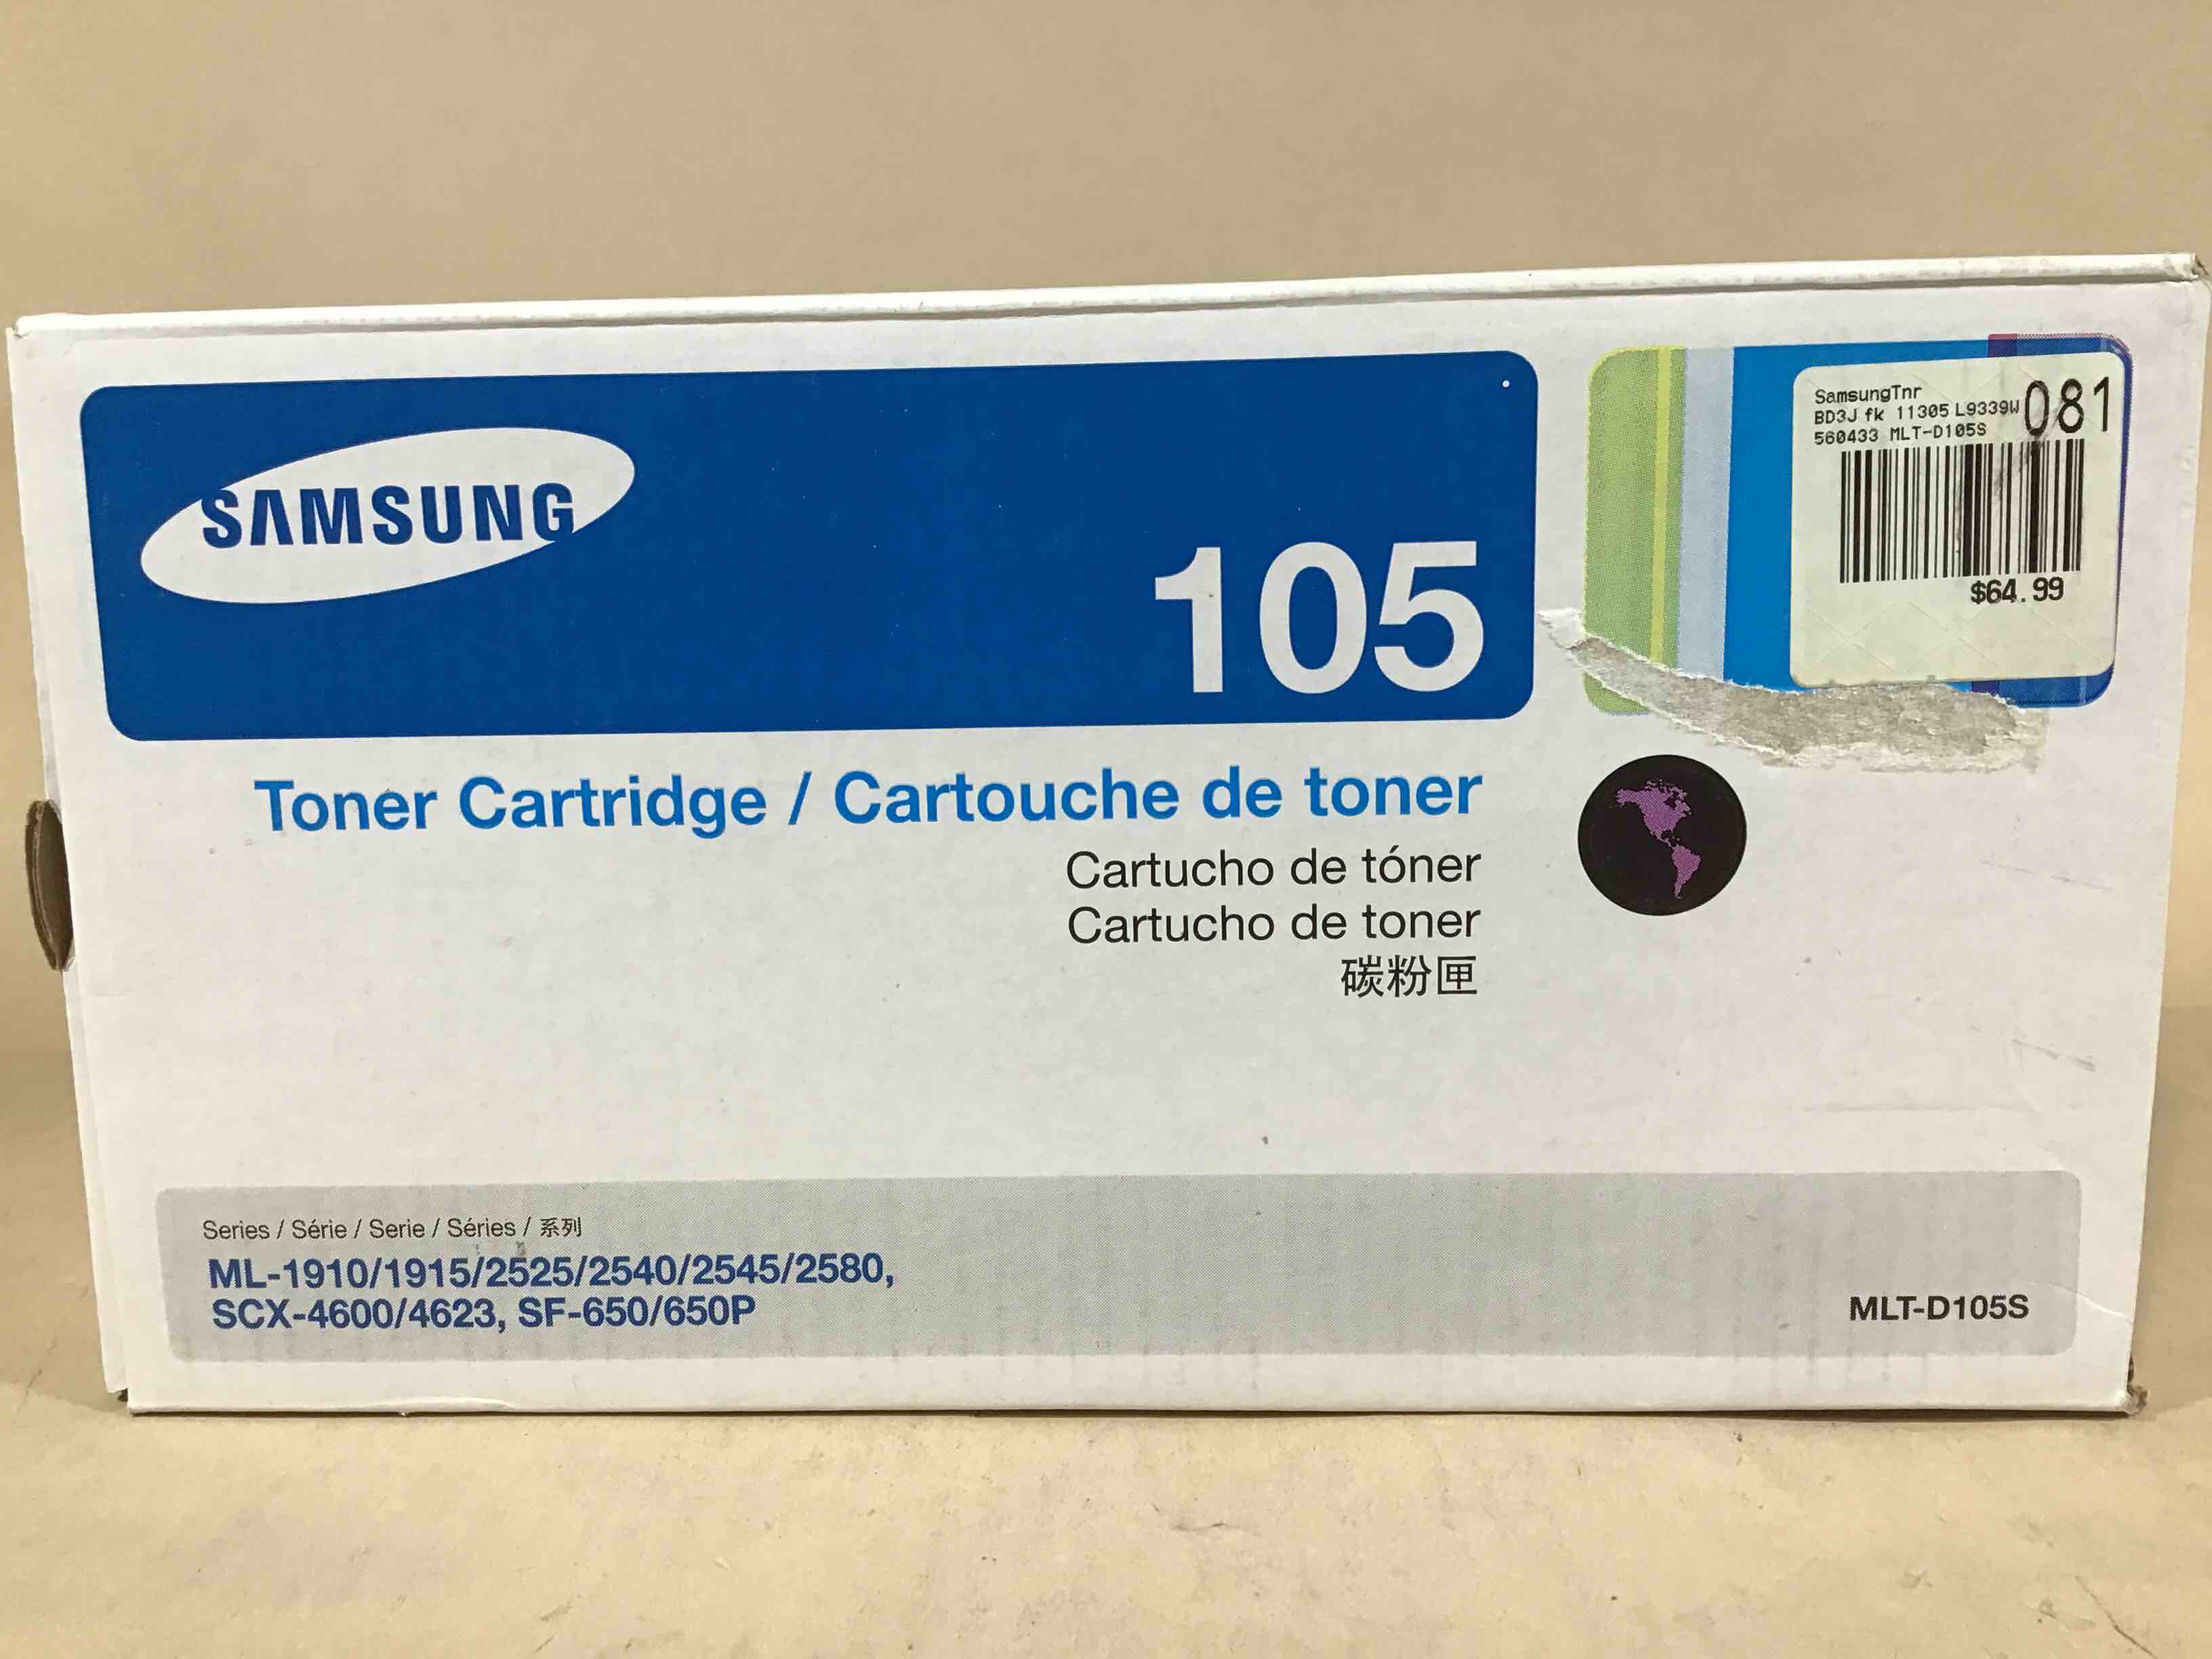 SAMSUNG
105
SamsungTnr
BD3J fk 11305 L9339W
081
560433 MLT-D105S
$64.99
Toner Cartridge / Cartouche de toner
Cartucho de tóner
Cartucho de toner
碳粉匣
Series / Série / Serie / Séries / 系列
ML-1910/1915/2525/2540/2545/2580,
SCX-4600/4623, SF-650/650P
MLT-D105S